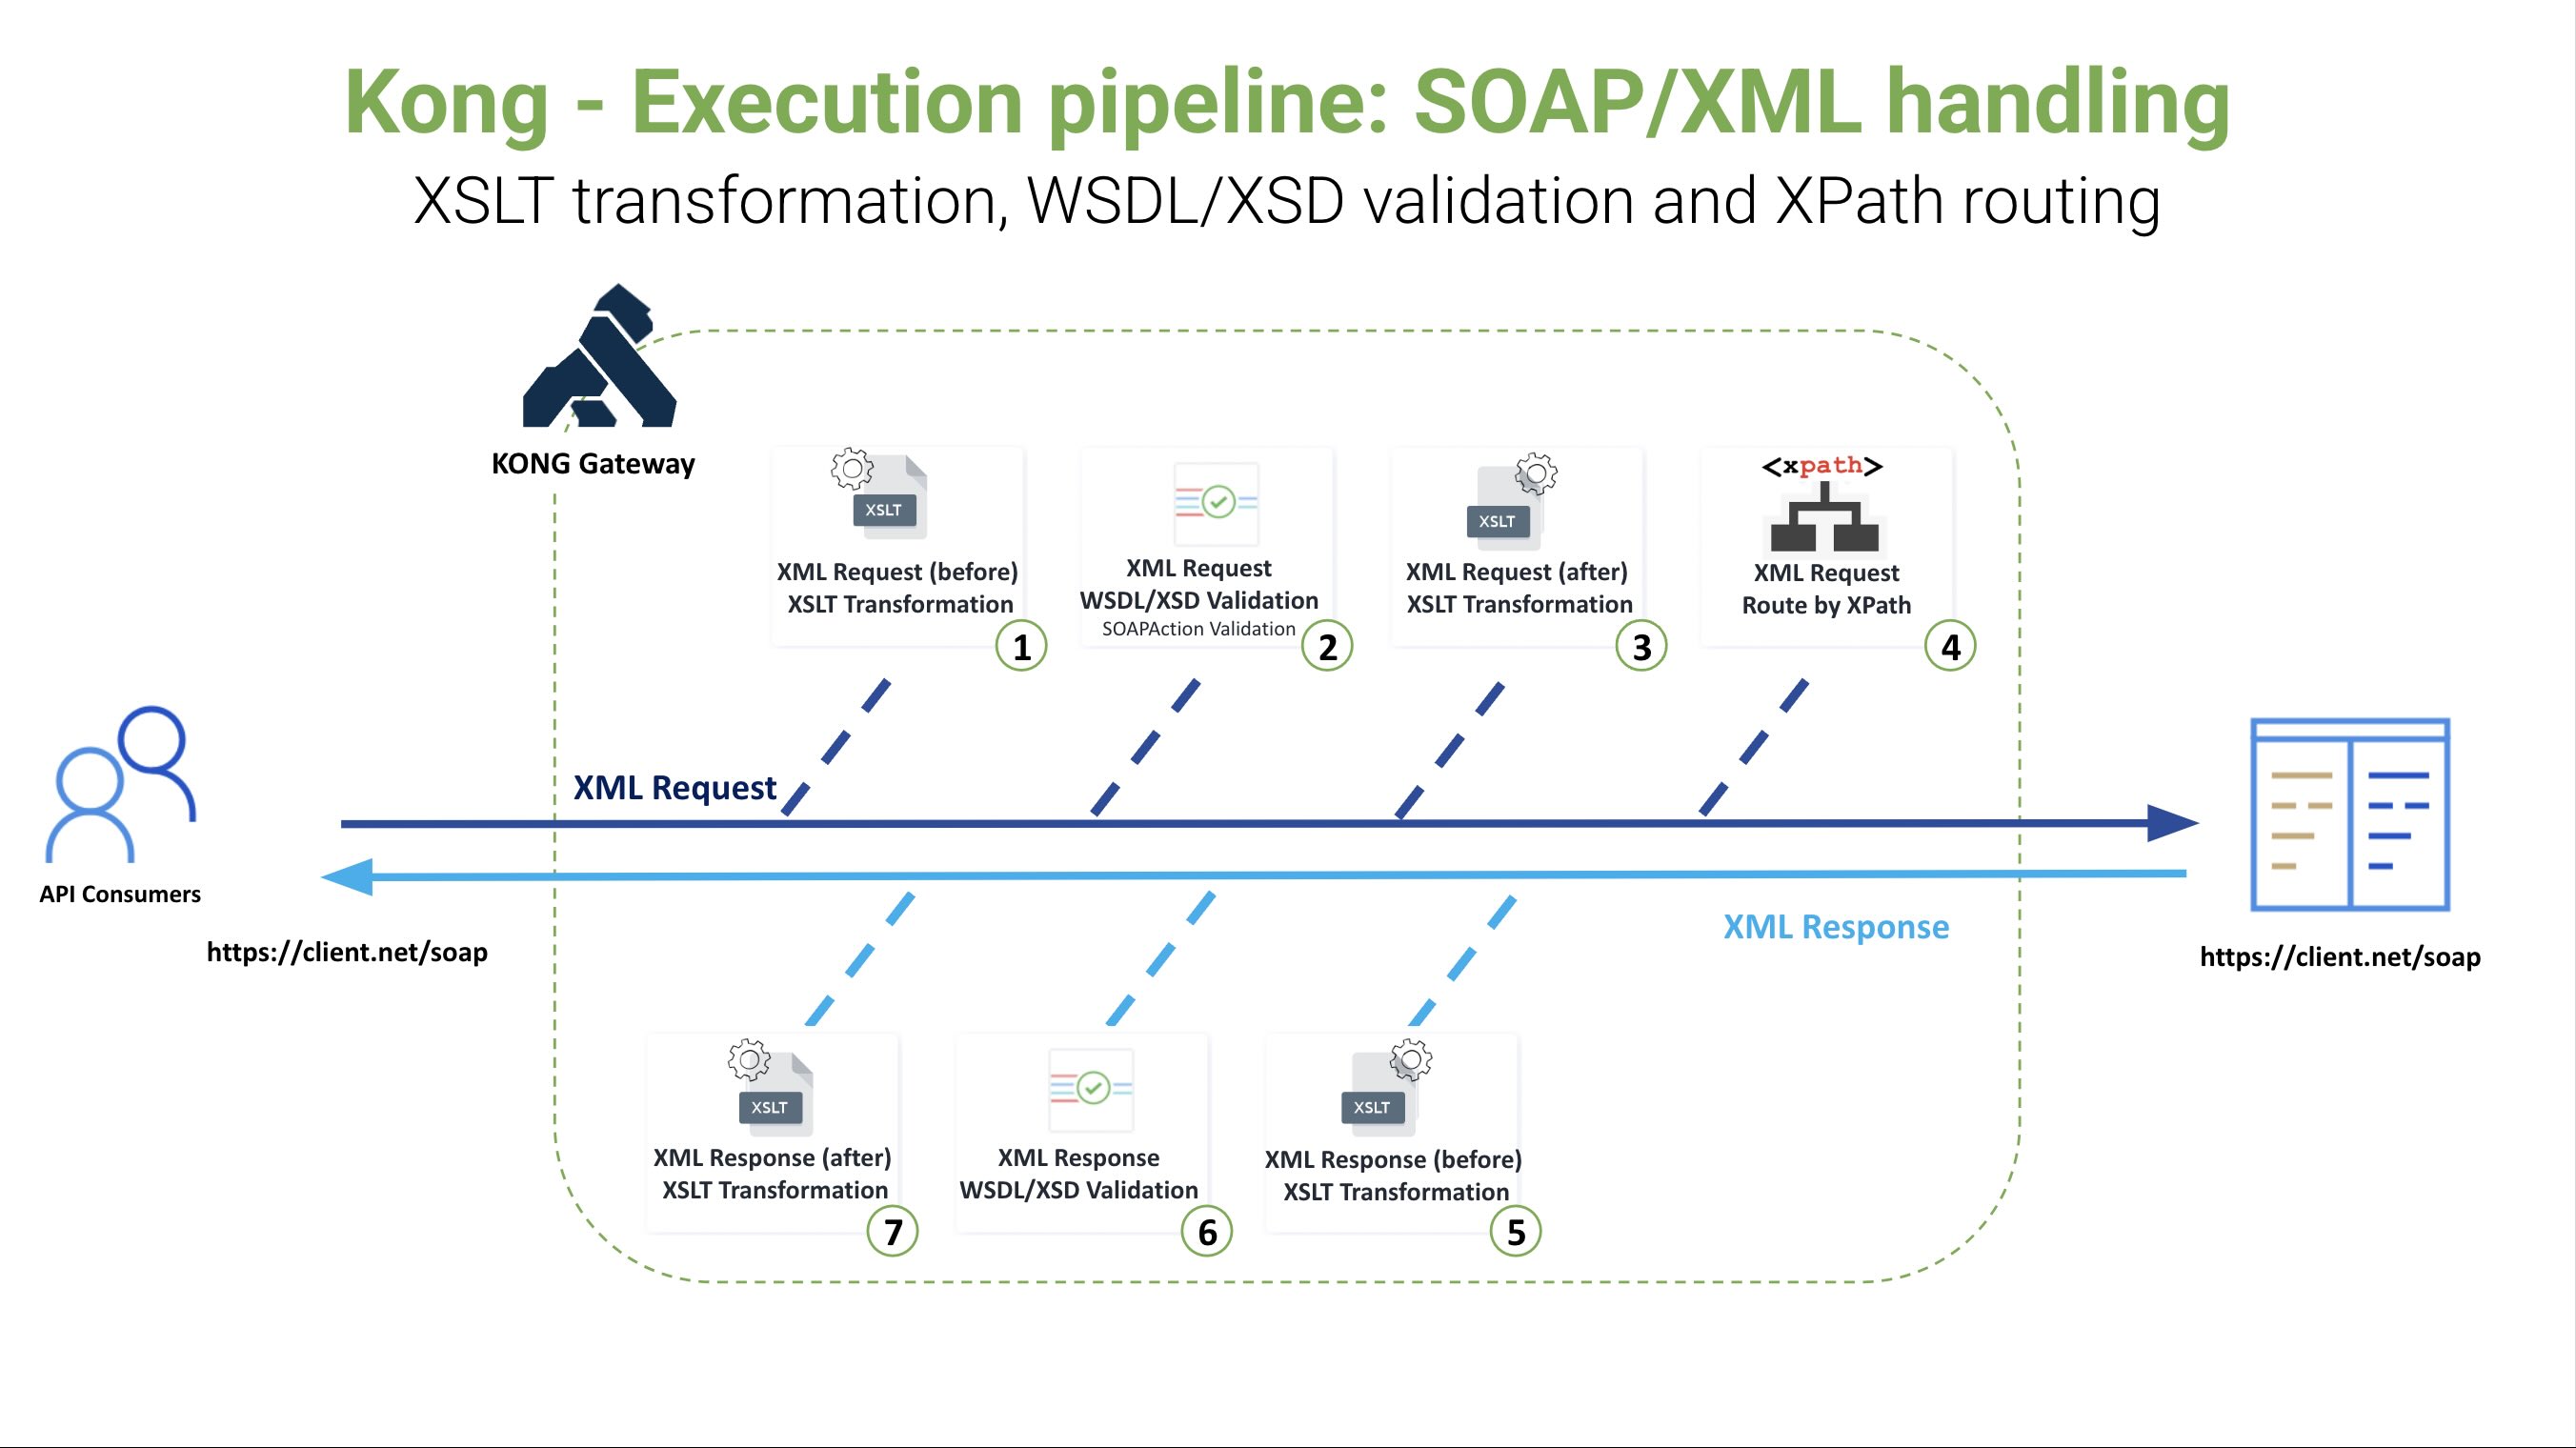 Kong - Execution pipeline: SOAP/XML handling
XSLT transformation, WSDL/XSD validation and XPath routing
KONG Gateway
XSLT
XML Request (before)
XSLT Transformation
1
XML Request
WSDL/XSD Validation
SOAPAction Validation
2
XSLT
XML Request (after)
XSLT Transformation
3
<xpath>
XML Request
Route by XPath
4
XML Request
API Consumers
https://client.net/soap
XML Response
https://client.net/soap
XSLT
XML Response (after)
XSLT Transformation
7
XML Response
WSDL/XSD Validation
6
XSLT
XML Response (before)
XSLT Transformation
5